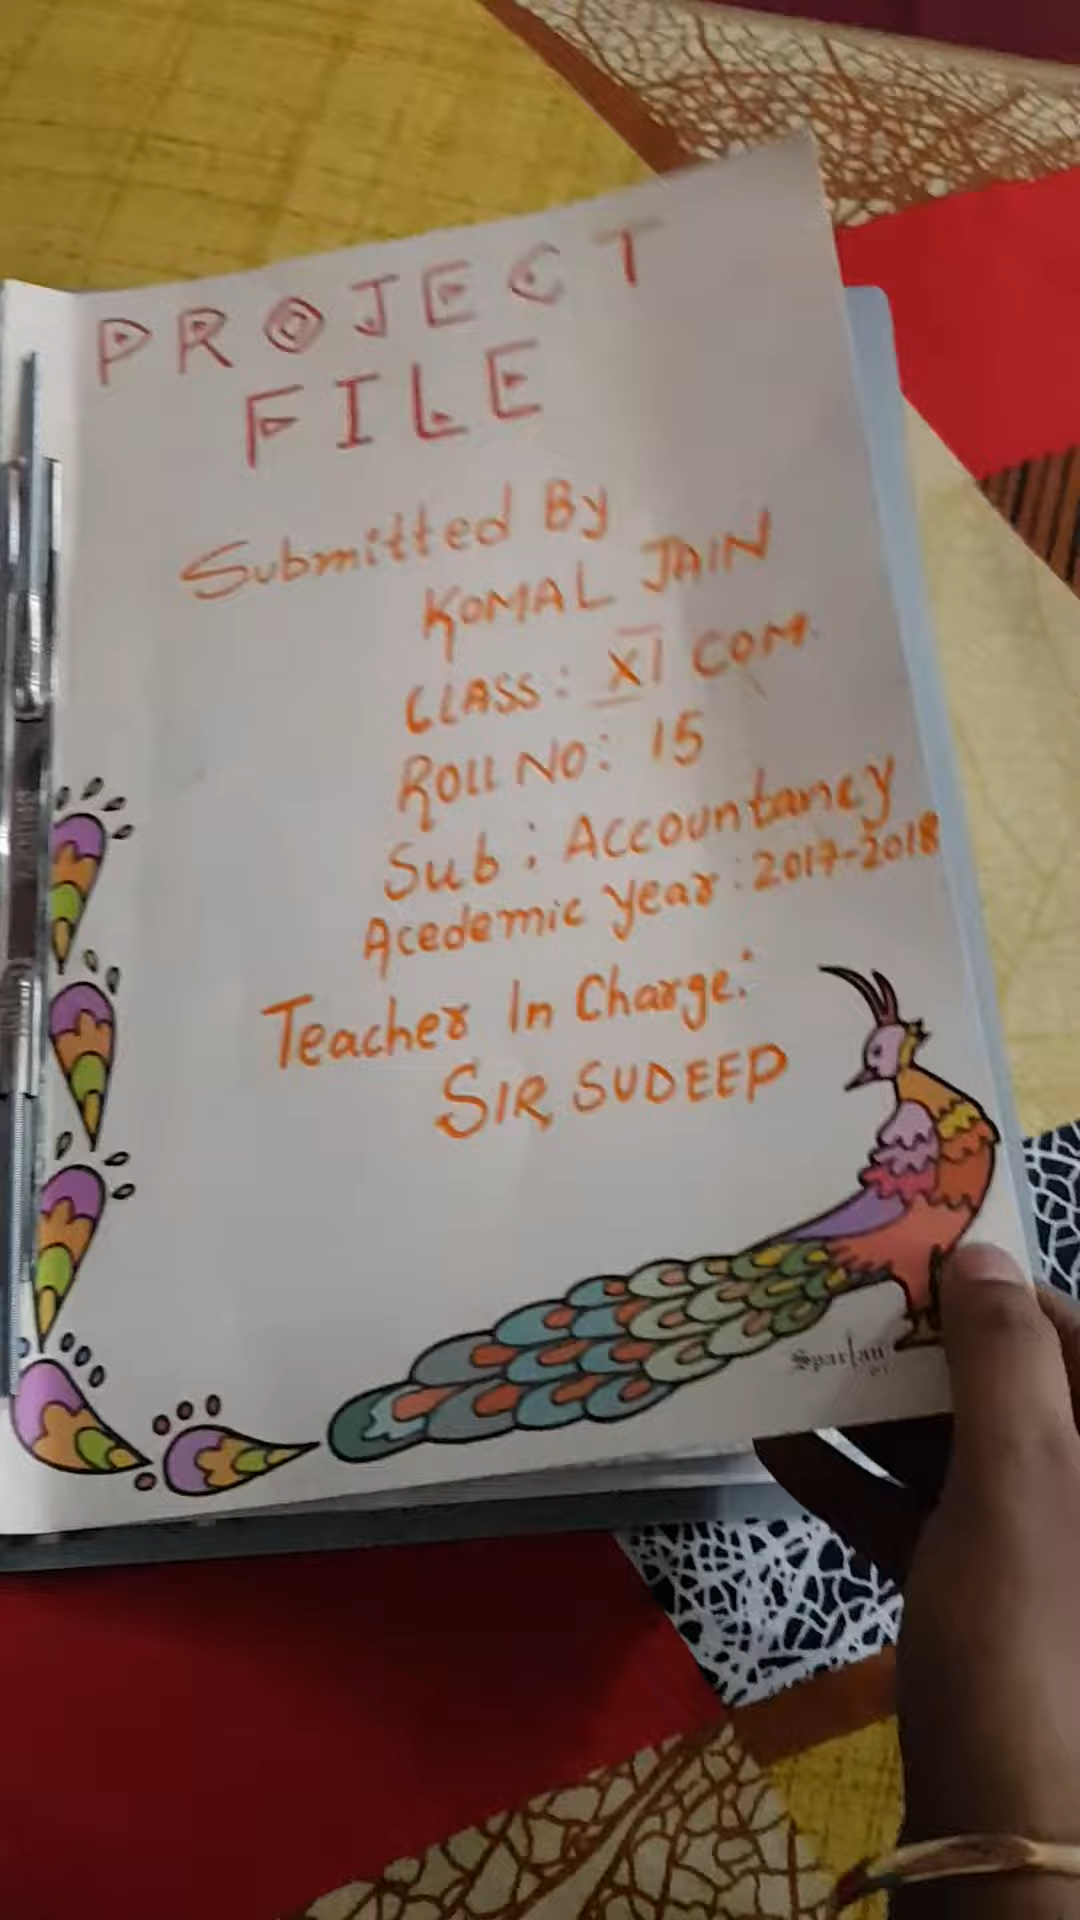 PROJECT
FILE
Submitted By
KOMAL JAIN
CLASS: XI COM.
ROLL NO: 15
Sub: Accountancy
Acedemic year: 2017-2018
Teacher In Charge:
SIR SUDEEP
Spartan